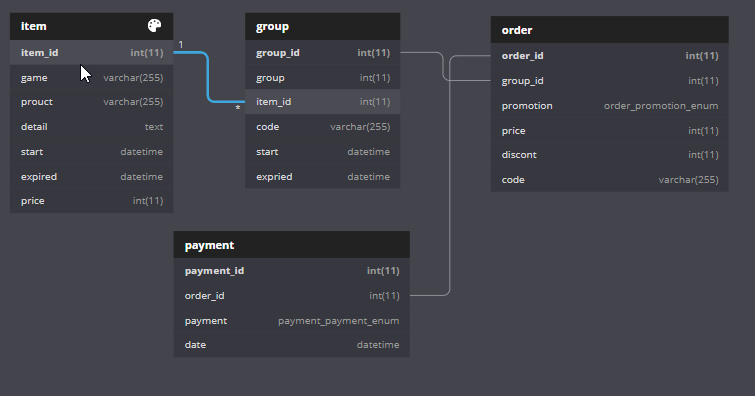 item
item_id int(11)
game varchar(255)
prouct varchar(255)
detail text
start datetime
expired datetime
price int(11)
1
*
group
group_id int(11)
group int(11)
item_id int(11)
code varchar(255)
start datetime
expried datetime
order
order_id int(11)
group_id int(11)
promotion order_promotion_enum
price int(11)
discont int(11)
code varchar(255)
payment
payment_id int(11)
order_id int(11)
payment payment_payment_enum
date datetime